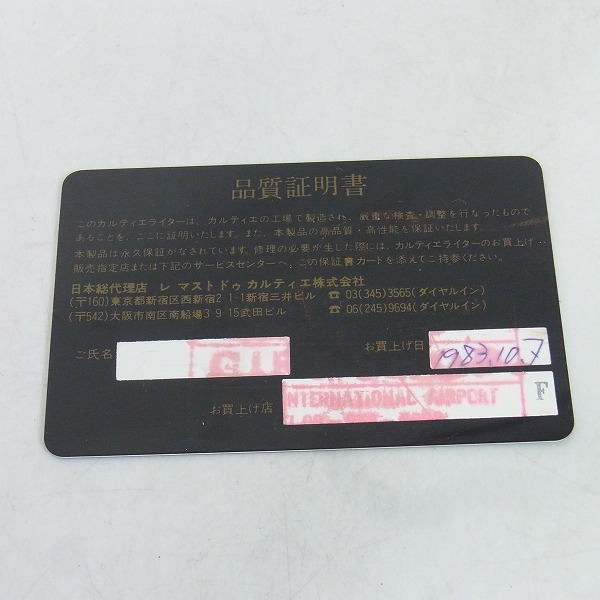 品質証明書
このカルティエライターは、カルティエの工場で製造され、厳重な検査・調整を行なったもので
あることを、ここに証明いたします。また、本製品の高品質・高性能を保証いたします。
本製品は永久保証がなされています。修理の必要が生じた際には、カルティエライターのお買上げ
販売指定店または下記のサービスセンターへ、この保証書カードを添えてご持参ください。
日本総代理店 レ マストドゥ カルティエ株式会社
(〒160)東京都新宿区西新宿2-1-1新宿三井ビル ☎ 03(345)3565(ダイヤルイン)
(〒542)大阪市南区南船場3-9-15武田ビル ☎ 06(245)9694(ダイヤルイン)
ご氏名
お買上げ日 1983.10.7
お買上げ店 INTERNATIONAL AIRPORT F